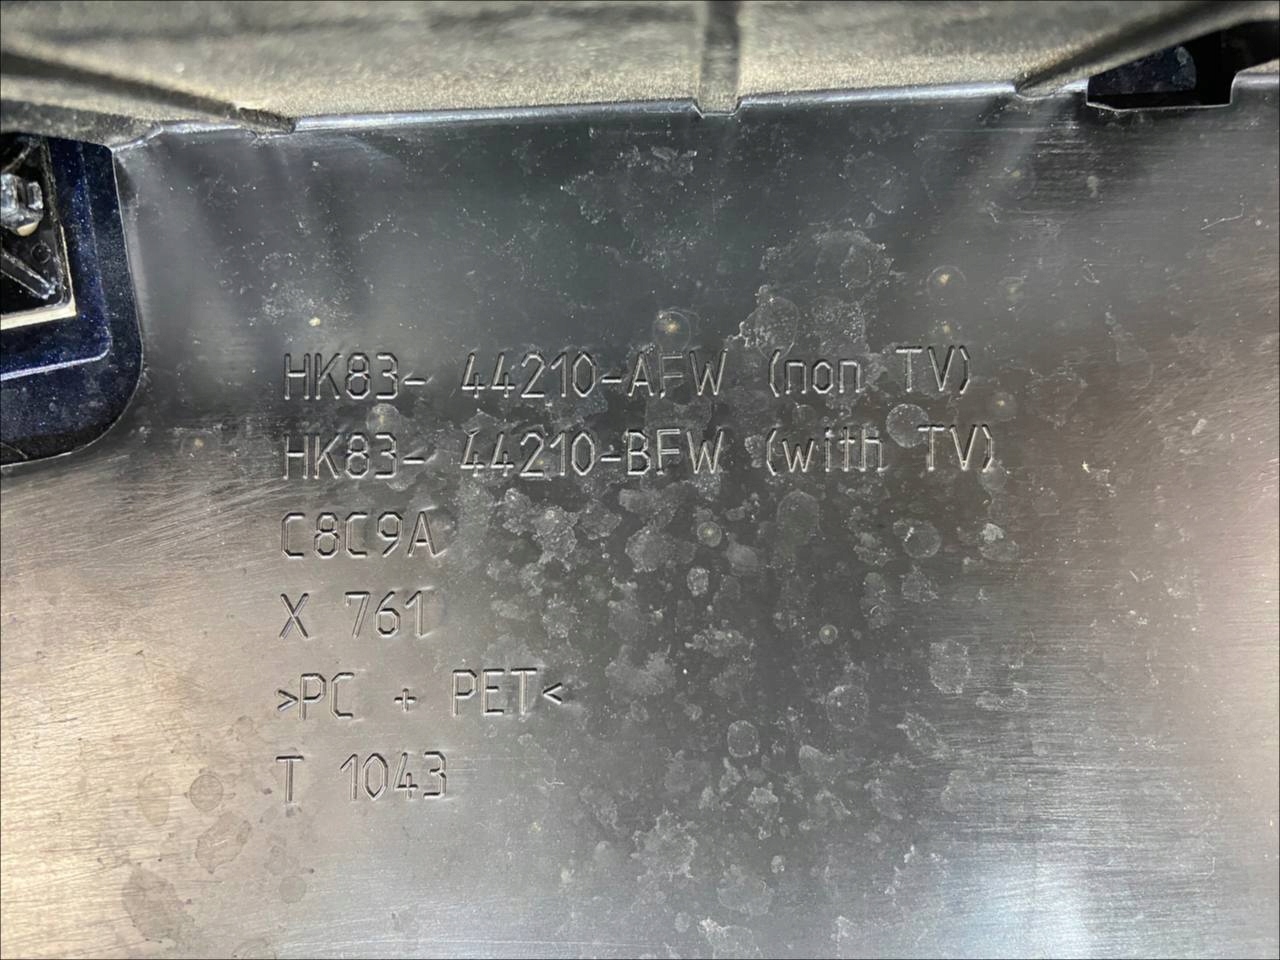 HK83- 44210-AFW (non TV)
HK83- 44210-BFW (with TV)
C8C9A
X 761
>PC + PET<
T 1043